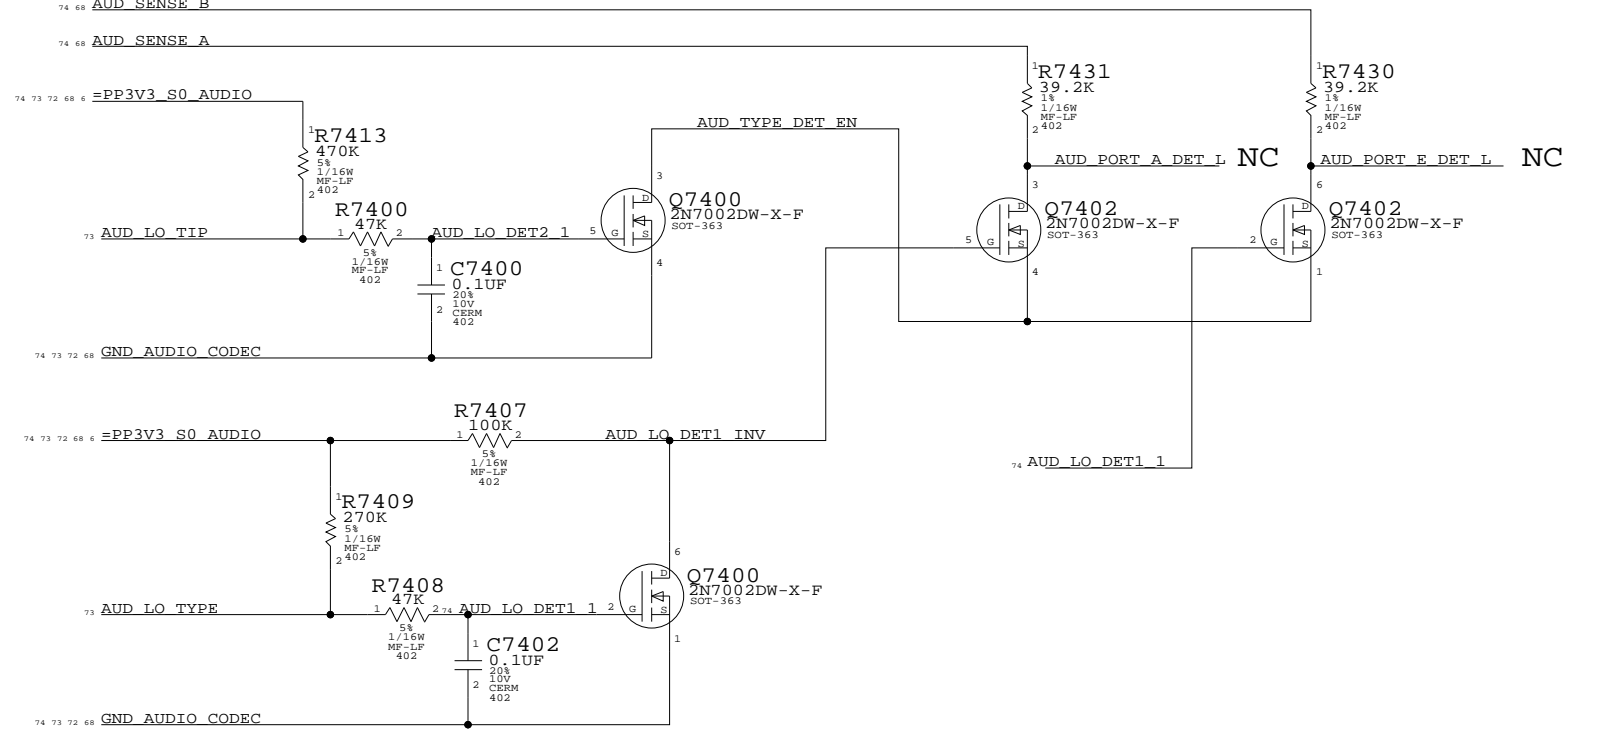 74 68 AUD_SENSE_B
74 68 AUD_SENSE_A
74 73 72 68 6 =PP3V3_S0_AUDIO
1
R7413
470K
5%
1/16W
MF-LF
402
2
73 AUD_LO_TIP
R7400
47K
1 2
5%
1/16W
MF-LF
402
AUD_LO_DET2_1
1
C7400
0.1UF
20%
10V
CERM
402
2
74 73 72 68 GND_AUDIO_CODEC
AUD_TYPE_DET_EN
3
D
Q7400
2N7002DW-X-F
SOT-363
5 G S
4
1
R7431
39.2K
1%
1/16W
MF-LF
402
2
AUD_PORT_A_DET_L NC
3
D
Q7402
2N7002DW-X-F
SOT-363
5 G S
4
1
R7430
39.2K
1%
1/16W
MF-LF
402
2
AUD_PORT_E_DET_L NC
6
D
Q7402
2N7002DW-X-F
SOT-363
2 G S
1
74 73 72 68 6 =PP3V3_S0_AUDIO
R7407
100K
1 2
5%
1/16W
MF-LF
402
AUD_LO_DET1_INV
74 AUD_LO_DET1_1
1
R7409
270K
5%
1/16W
MF-LF
402
2
73 AUD_LO_TYPE
R7408
47K
1 2
5%
1/16W
MF-LF
402
74 AUD_LO_DET1_1
6
D
Q7400
2N7002DW-X-F
SOT-363
2 G S
1
1
C7402
0.1UF
20%
10V
CERM
402
2
74 73 72 68 GND_AUDIO_CODEC